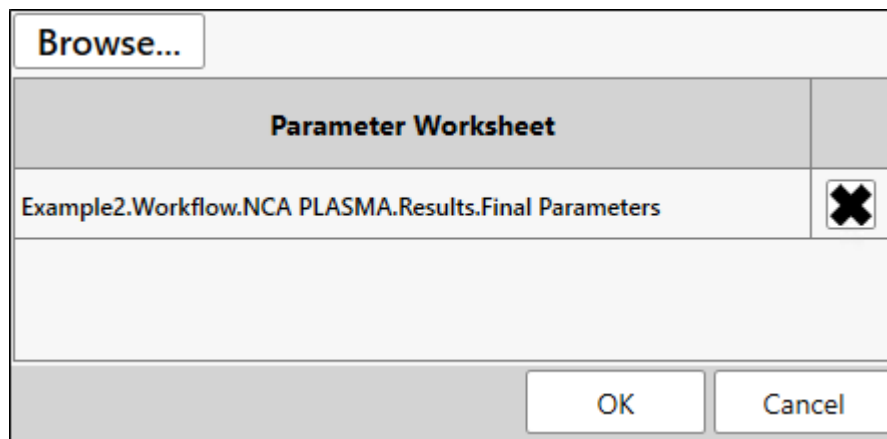 Browse...
Parameter Worksheet
Example2.Workflow.NCA PLASMA.Results.Final Parameters
OK Cancel